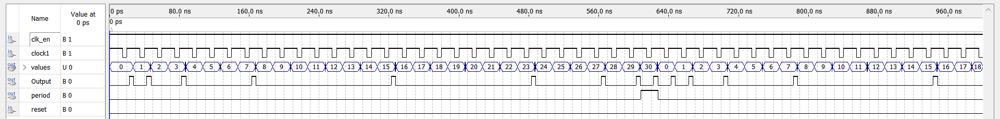 Name Value at 0 ps
0 ps 80.0 ns 160.0 ns 240.0 ns 320.0 ns 400.0 ns 480.0 ns 560.0 ns 640.0 ns 720.0 ns 800.0 ns 880.0 ns 960.0 ns
0 ps
in clk_en B 1
in clock1 B 1
out values U 0 0 1 2 3 4 5 6 7 8 9 10 11 12 13 14 15 16 17 18 19 20 21 22 23 24 25 26 27 28 29 30 0 1 2 3 4 5 6 7 8 9 10 11 12 13 14 15 16 17 18
out Output B 0
out period B 0
in reset B 0